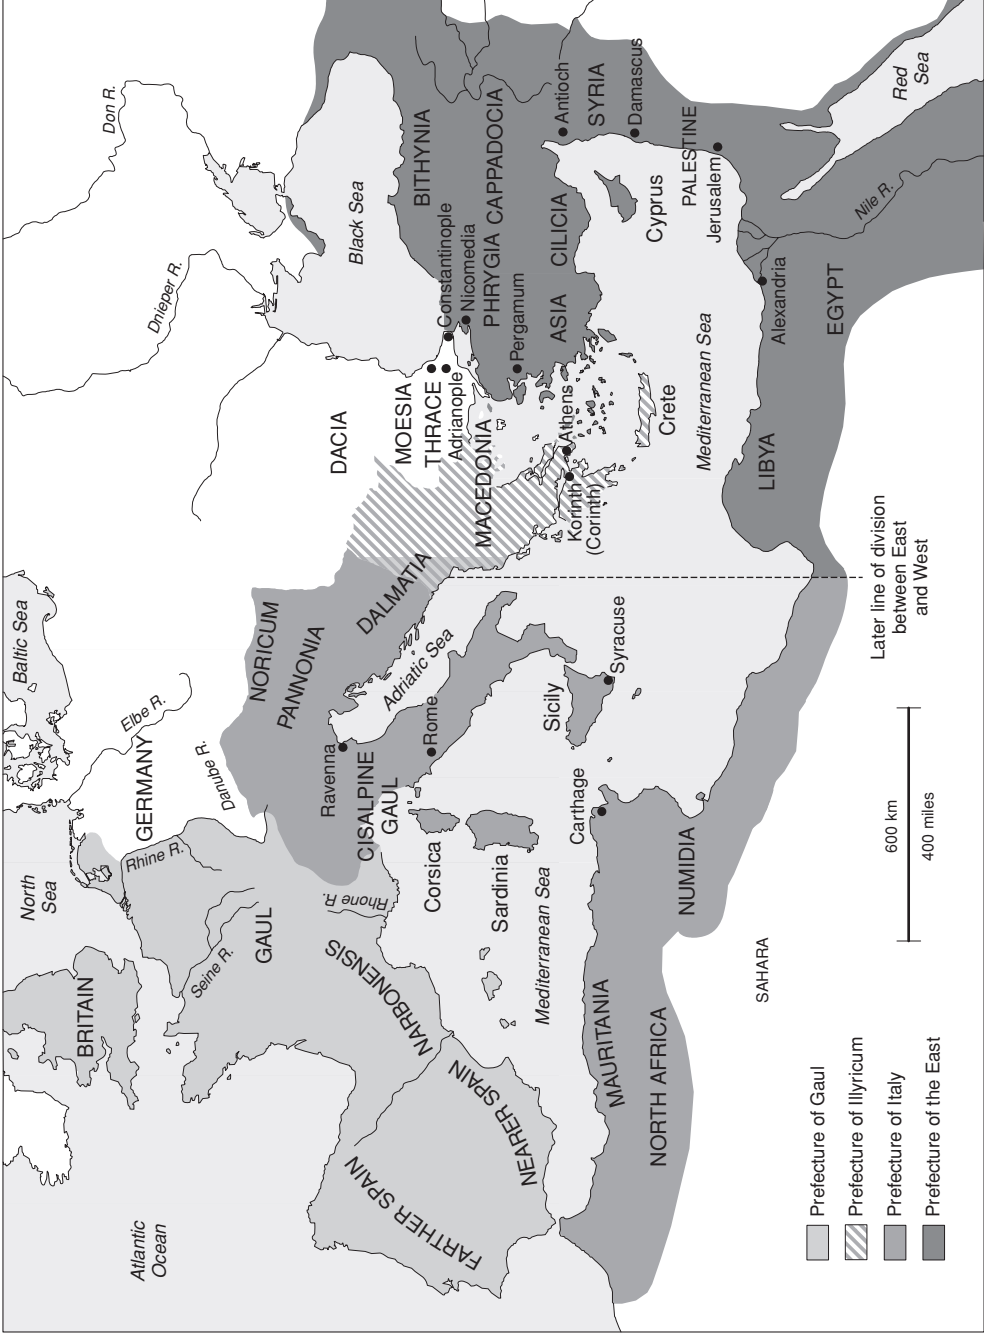 Atlantic
Ocean
BRITAIN
North
Sea
Baltic Sea
GERMANY
Elbe R.
Rhine R.
Danube R.
GAUL
Seine R.
Rhone R.
NARBONENSIS
FARTHER SPAIN
NEARER SPAIN
NORICUM
PANNONIA
DALMATIA
Ravenna
CISALPINE
GAUL
Rome
Adriatic Sea
Corsica
Sardinia
Sicily
Syracuse
Carthage
Mediterranean Sea
MAURITANIA
NORTH AFRICA
NUMIDIA
SAHARA
Don R.
Dnieper R.
Black Sea
DACIA
MOESIA
THRACE
Adrianople
MACEDONIA
Constantinople
Nicomedia
BITHYNIA
PHRYGIA
CAPPADOCIA
Pergamum
ASIA
CILICIA
Antioch
SYRIA
Damascus
Athens
Korinth
(Corinth)
Crete
Cyprus
PALESTINE
Jerusalem
Mediterranean Sea
LIBYA
Alexandria
EGYPT
Nile R.
Red
Sea
Later line of division
between East
and West
600 km
400 miles
Prefecture of Gaul
Prefecture of Illyricum
Prefecture of Italy
Prefecture of the East